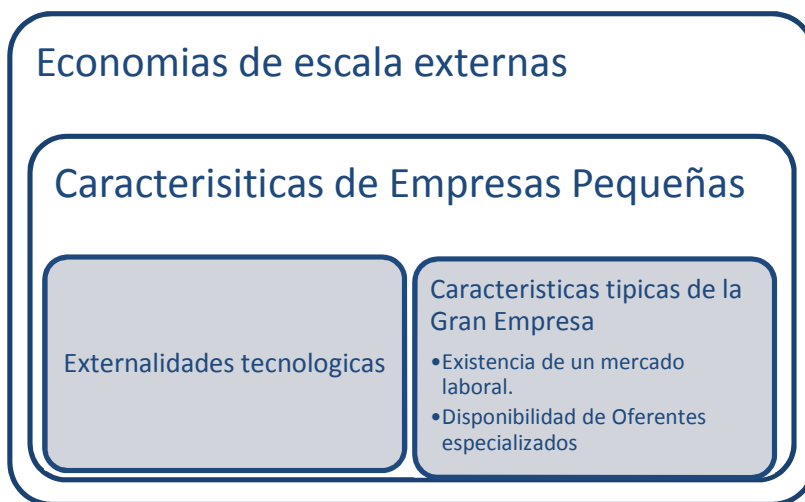 Economias de escala externas
Caracterisiticas de Empresas Pequeñas
Externalidades tecnologicas
Caracteristicas tipicas de la
Gran Empresa
•Existencia de un mercado
laboral.
•Disponibilidad de Oferentes
especializados